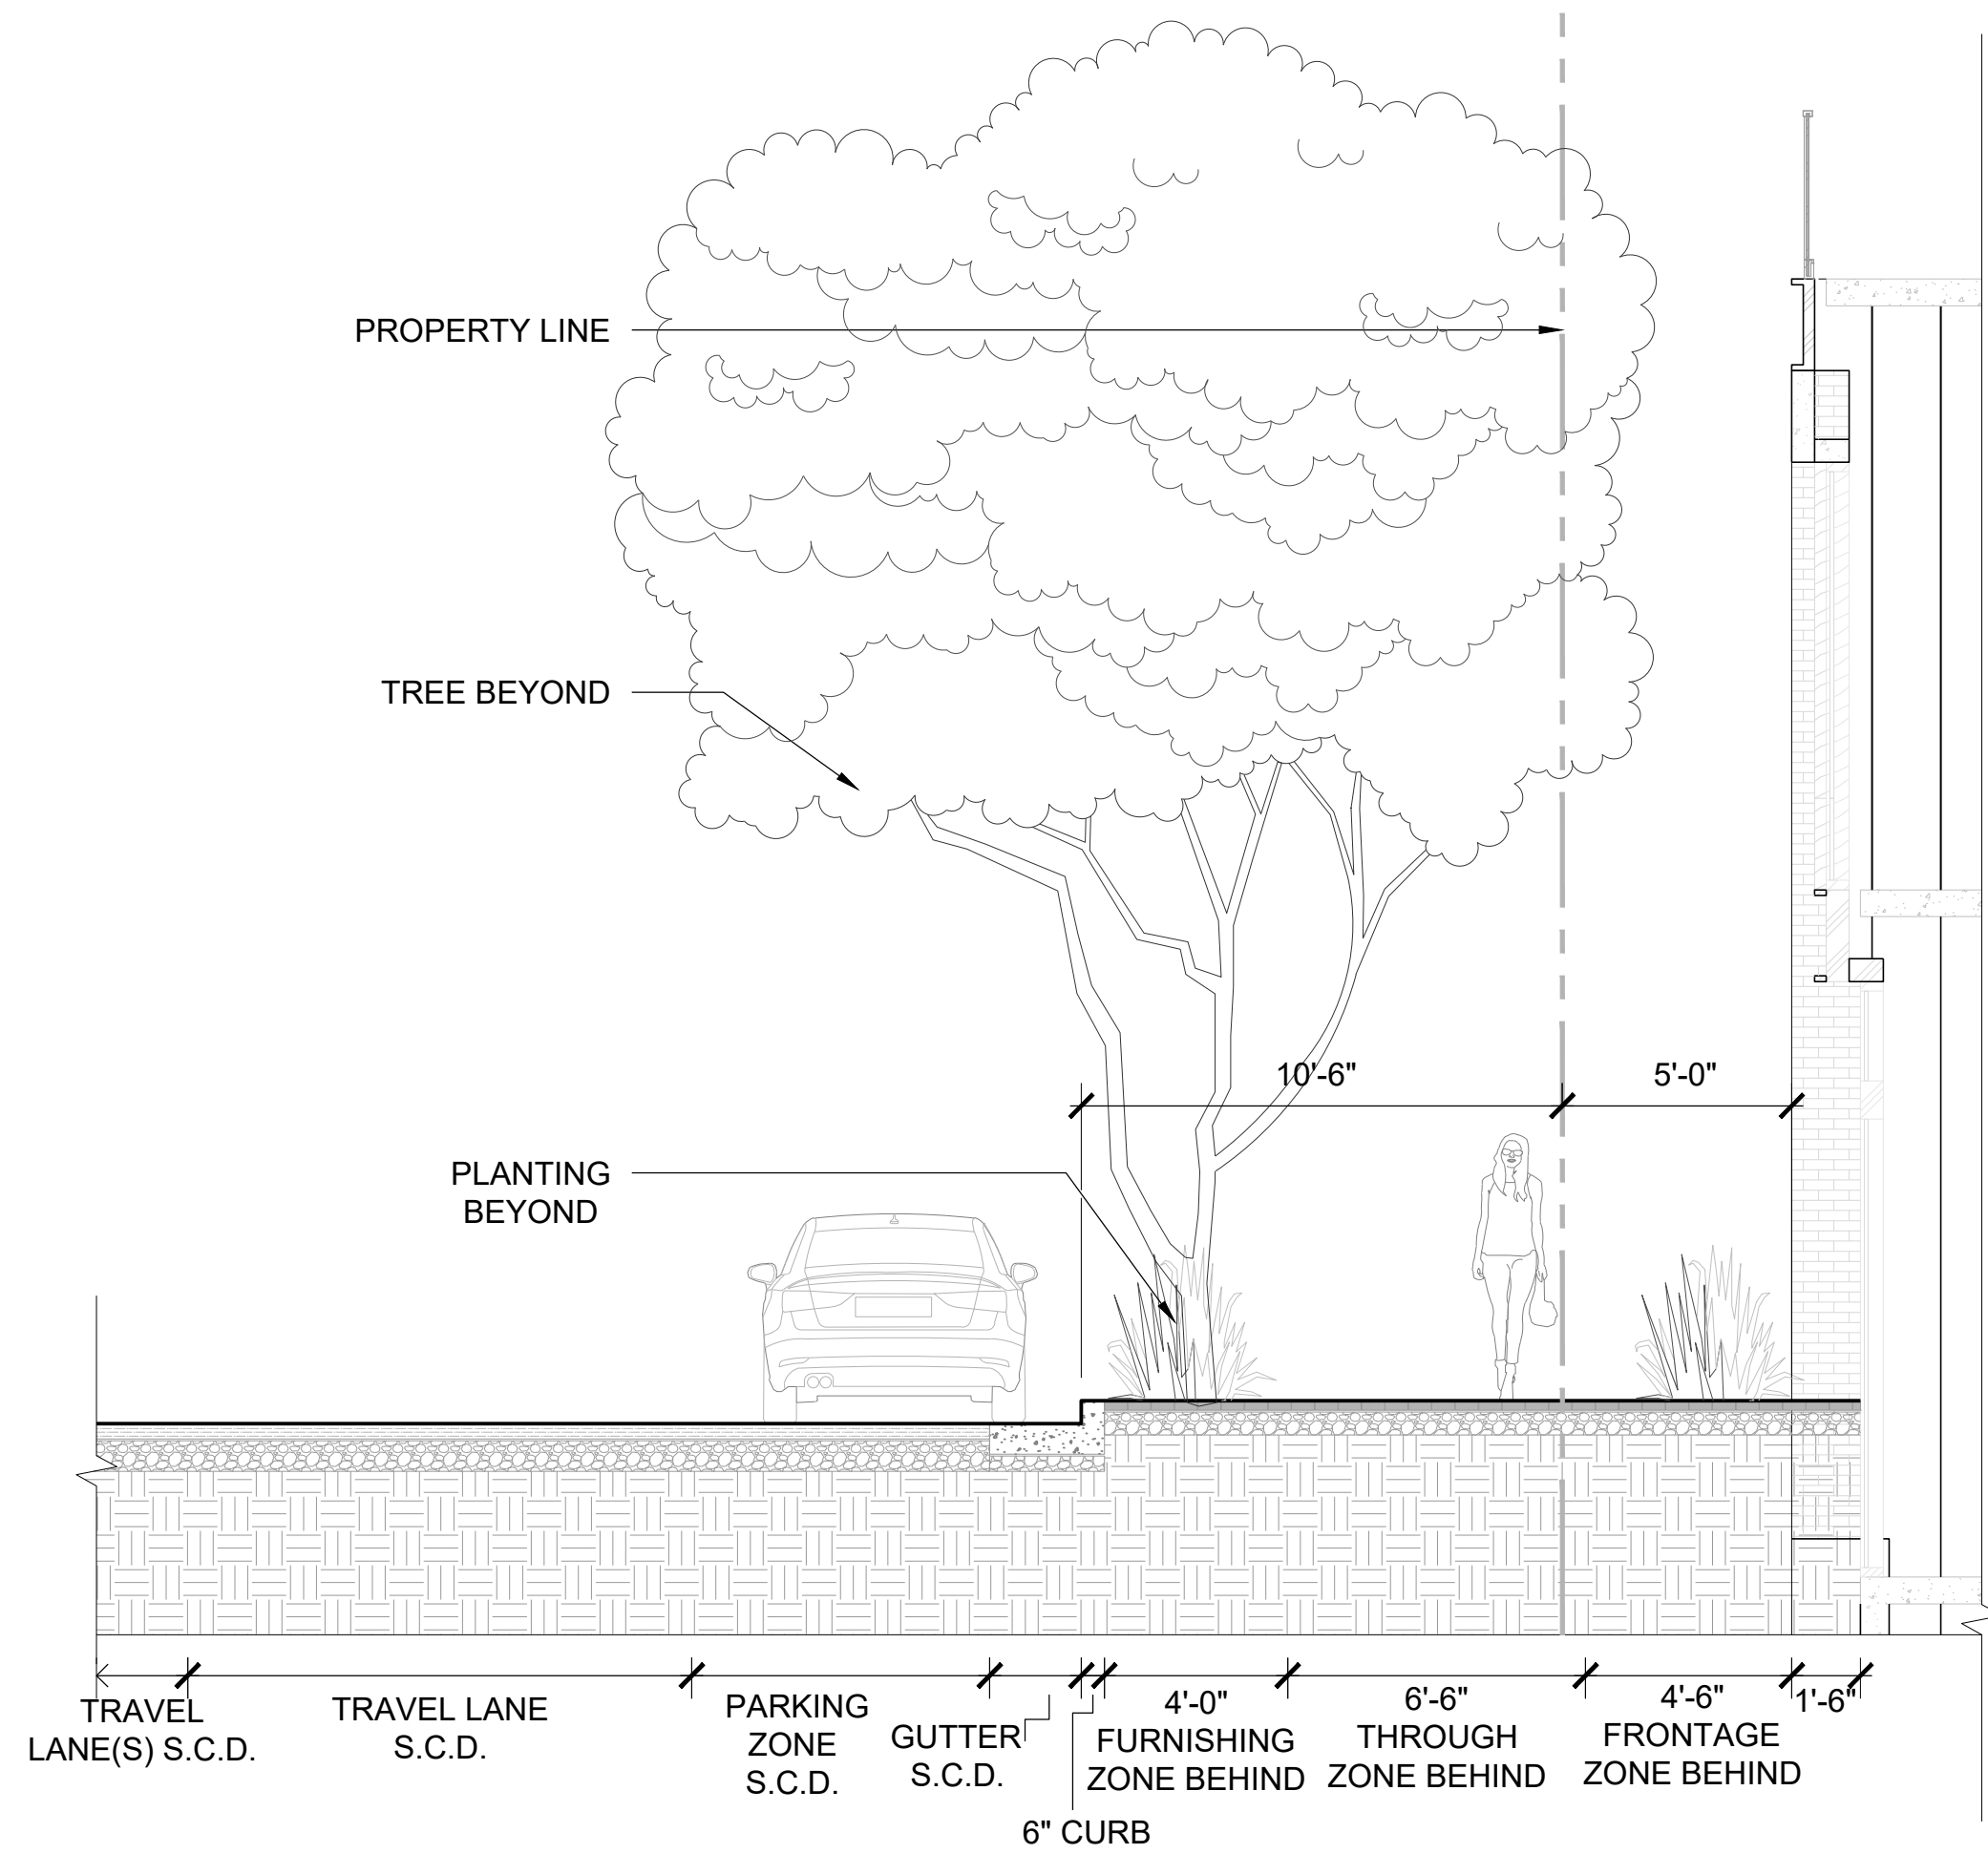 PROPERTY LINE
TREE BEYOND
10'-6"
5'-0"
PLANTING
BEYOND
TRAVEL
LANE(S) S.C.D.
TRAVEL LANE
S.C.D.
PARKING
ZONE
S.C.D.
GUTTER
S.C.D.
6" CURB
4'-0"
FURNISHING
ZONE BEHIND
6'-6"
THROUGH
ZONE BEHIND
4'-6"
FRONTAGE
ZONE BEHIND
1'-6"